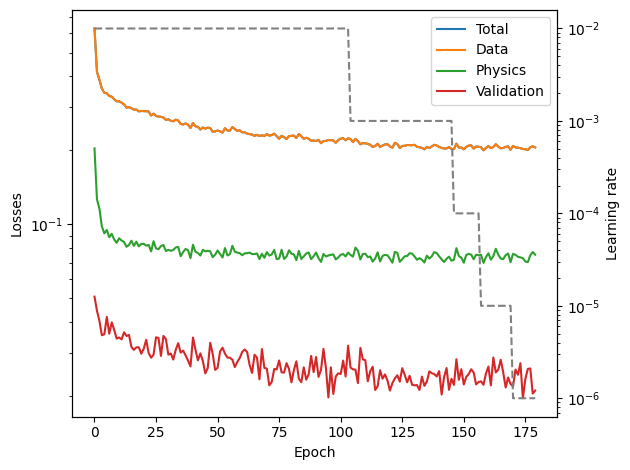 Total
Data
Physics
Validation
Losses
10⁻¹
10⁻²
10⁻³
10⁻⁴
10⁻⁵
10⁻⁶
Learning rate
0 25 50 75 100 125 150 175
Epoch